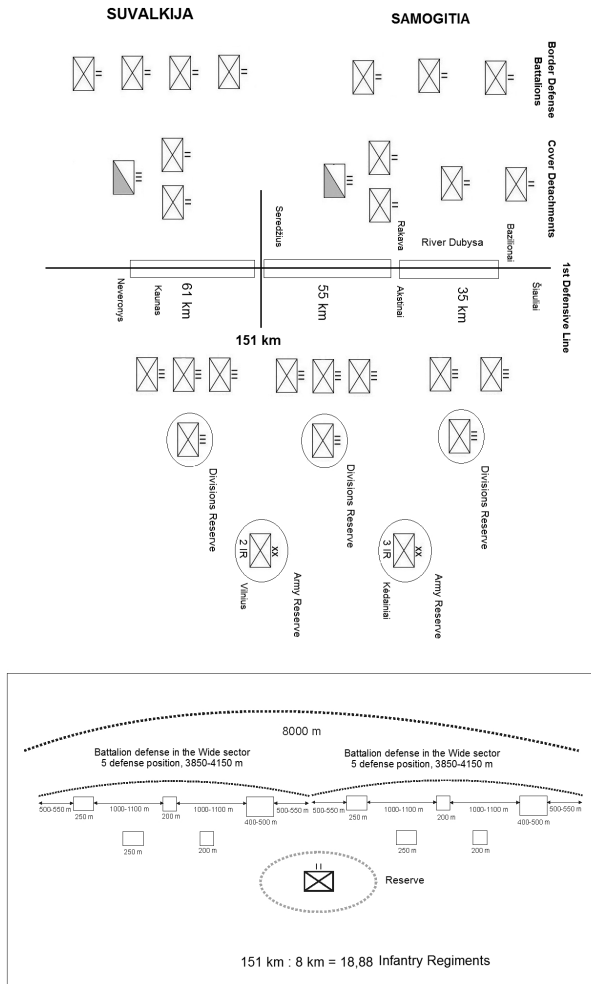 SUVALKIJA
SAMOGITIA
Border Defense
Battalions
Cover Detachments
Seredžius
Rakava
River Dubysa
Bazilionai
1st Defensive Line
Neveronys
Kaunas
61 km
55 km
Akstinai
35 km
Šiauliai
151 km
Divisions Reserve
Divisions Reserve
Divisions Reserve
xx
2 IR
Vilnius
Army Reserve
xx
3 IR
Kėdainiai
Army Reserve
8000 m
Battalion defense in the Wide sector
5 defense position, 3850-4150 m
Battalion defense in the Wide sector
5 defense position, 3850-4150 m
500-550 m
250 m
1000-1100 m
200 m
1000-1100 m
400-500 m
500-550 m
500-550 m
250 m
1000-1100 m
200 m
1000-1100 m
400-500 m
500-550 m
250 m
200 m
250 m
200 m
Reserve
151 km : 8 km = 18,88 Infantry Regiments